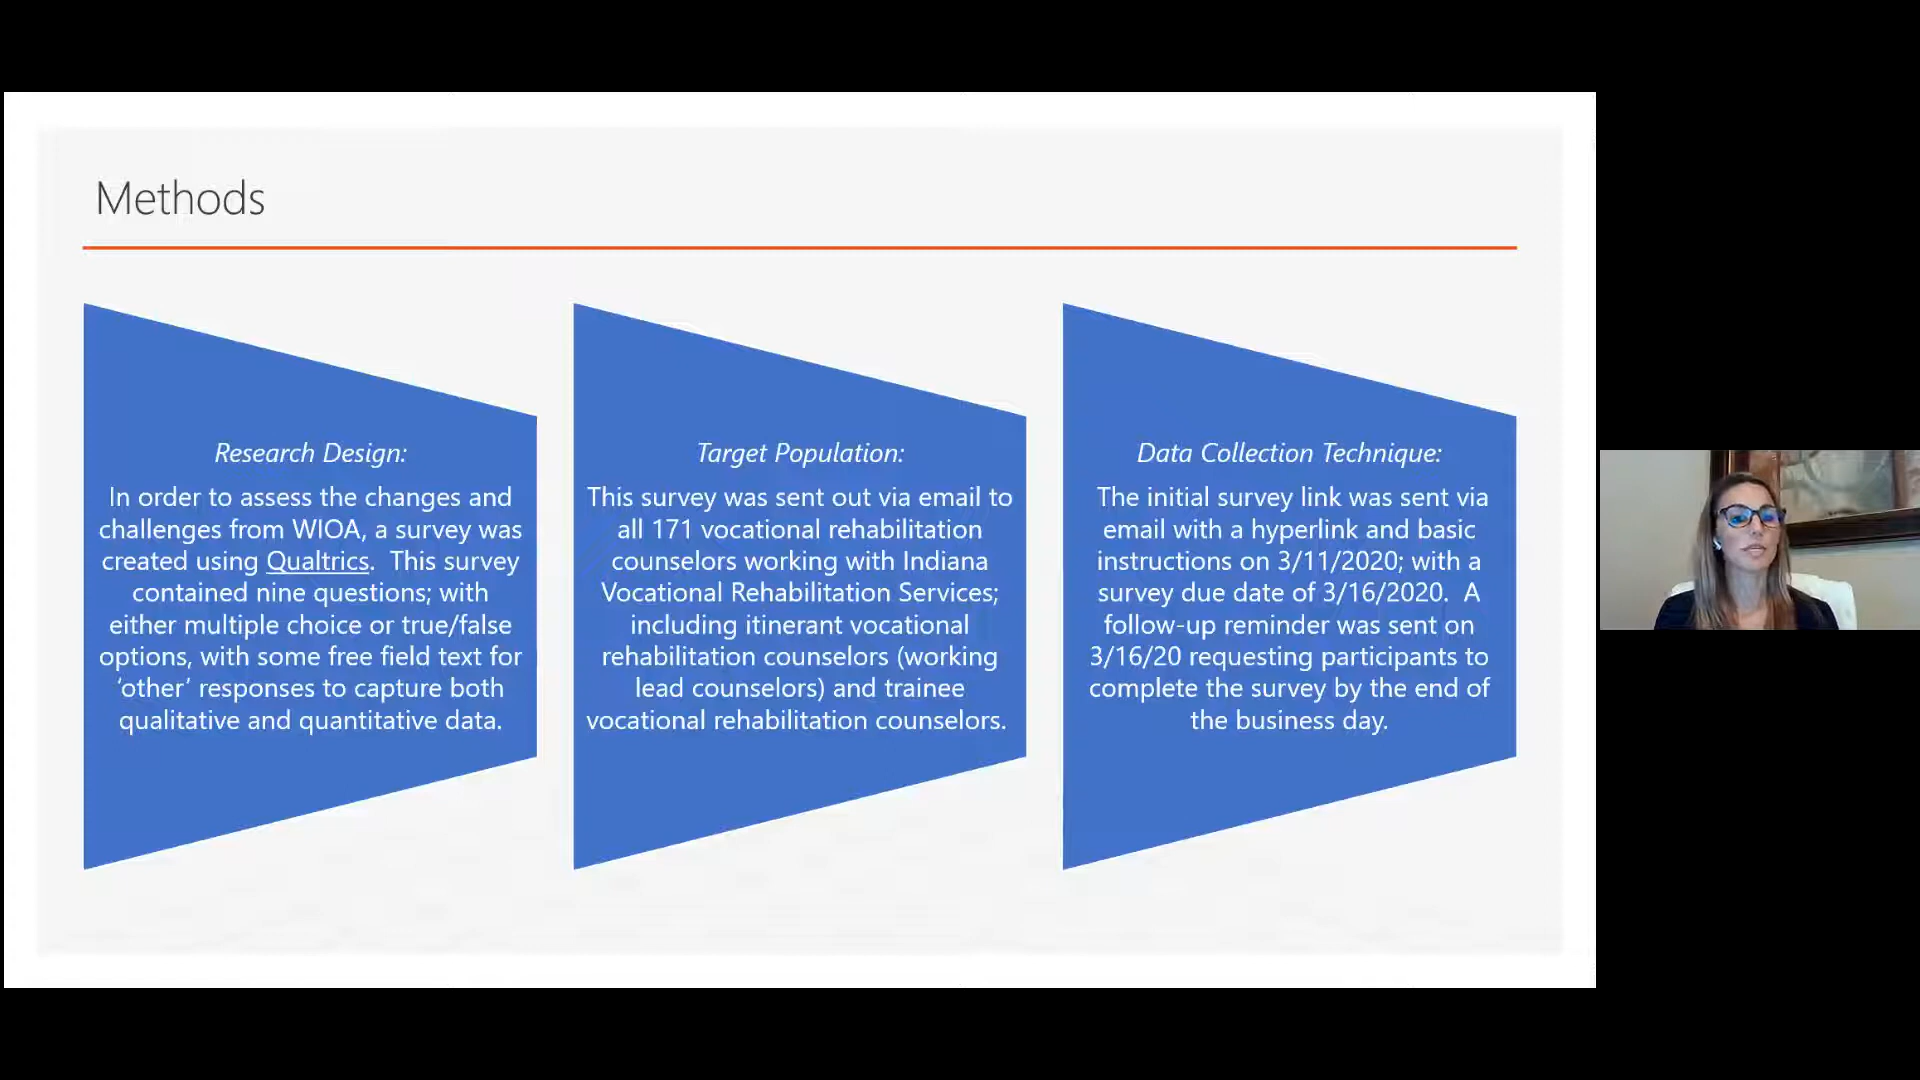 Methods
Research Design:
In order to assess the changes and
challenges from WIOA, a survey was
created using Qualtrics.  This survey
contained nine questions; with
either multiple choice or true/false
options, with some free field text for
‘other’ responses to capture both
qualitative and quantitative data.
Target Population:
This survey was sent out via email to
all 171 vocational rehabilitation
counselors working with Indiana
Vocational Rehabilitation Services;
including itinerant vocational
rehabilitation counselors (working
lead counselors) and trainee
vocational rehabilitation counselors.
Data Collection Technique:
The initial survey link was sent via
email with a hyperlink and basic
instructions on 3/11/2020; with a
survey due date of 3/16/2020.  A
follow-up reminder was sent on
3/16/20 requesting participants to
complete the survey by the end of
the business day.